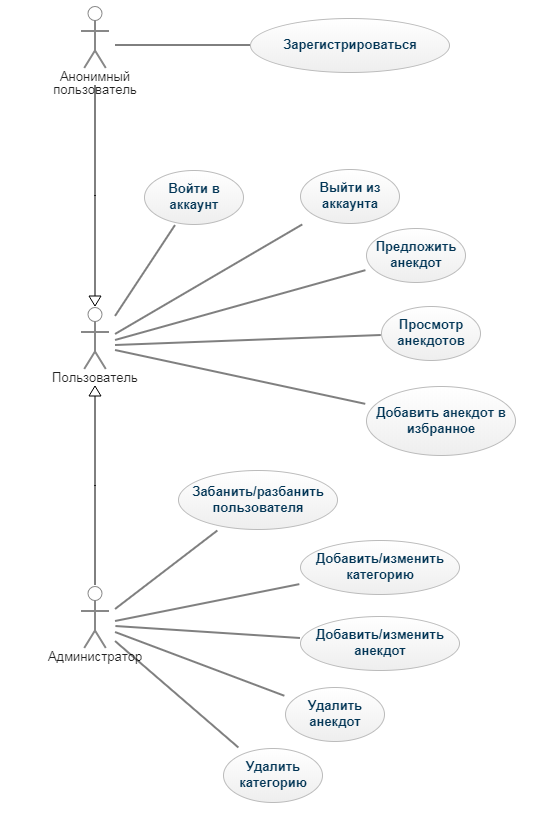 Зарегистрироваться
Анонимный
пользователь
Войти в
аккаунт
Выйти из
аккаунта
Предложить
анекдот
Просмотр
анекдотов
Пользователь
Добавить анекдот в
избранное
Забанить/разбанить
пользователя
Добавить/изменить
категорию
Добавить/изменить
анекдот
Администратор
Удалить
анекдот
Удалить
категорию